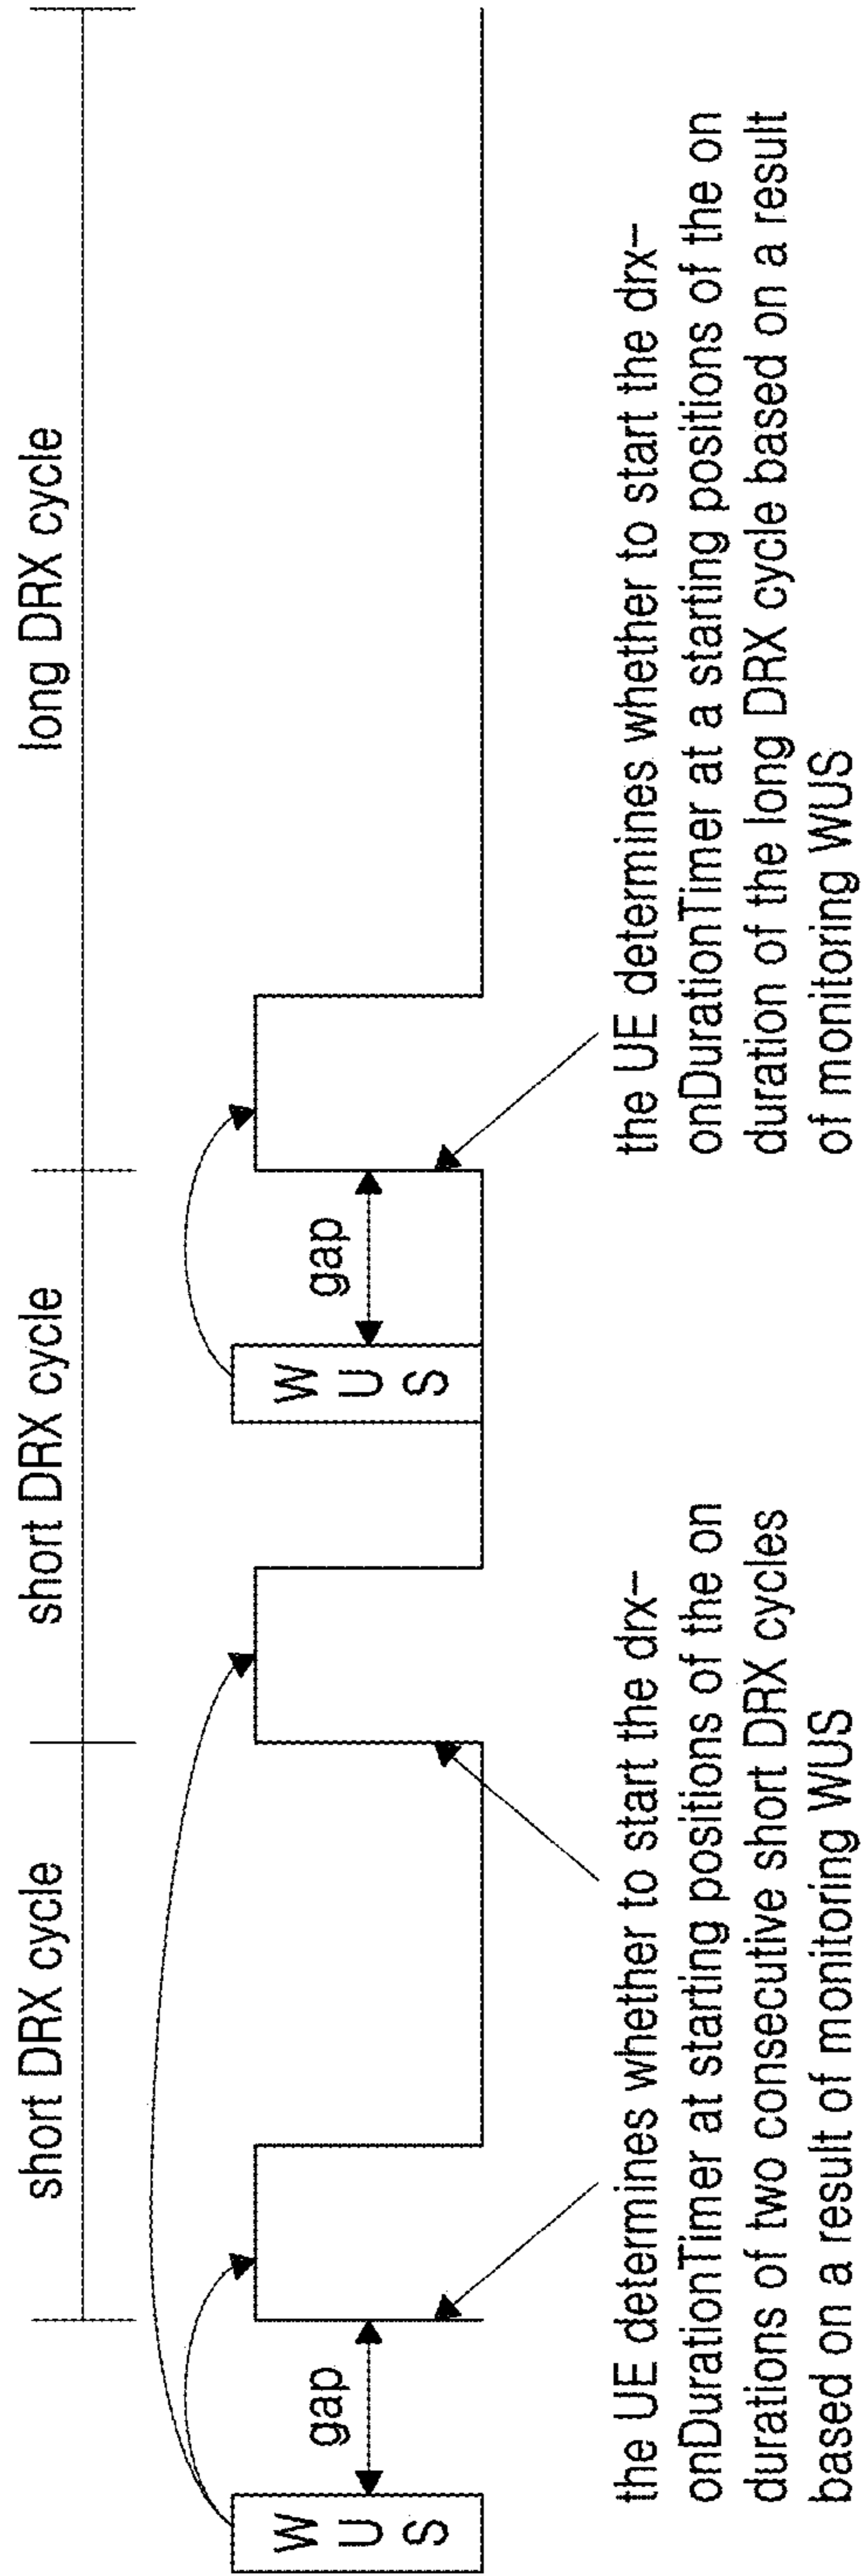 short DRX cycle
short DRX cycle
long DRX cycle
W
U
S
gap
W
U
S
gap
the UE determines whether to start the drx-
onDurationTimer at starting positions of the on
durations of two consecutive short DRX cycles
based on a result of monitoring WUS
the UE determines whether to start the drx-
onDurationTimer at a starting positions of the on
duration of the long DRX cycle based on a result
of monitoring WUS